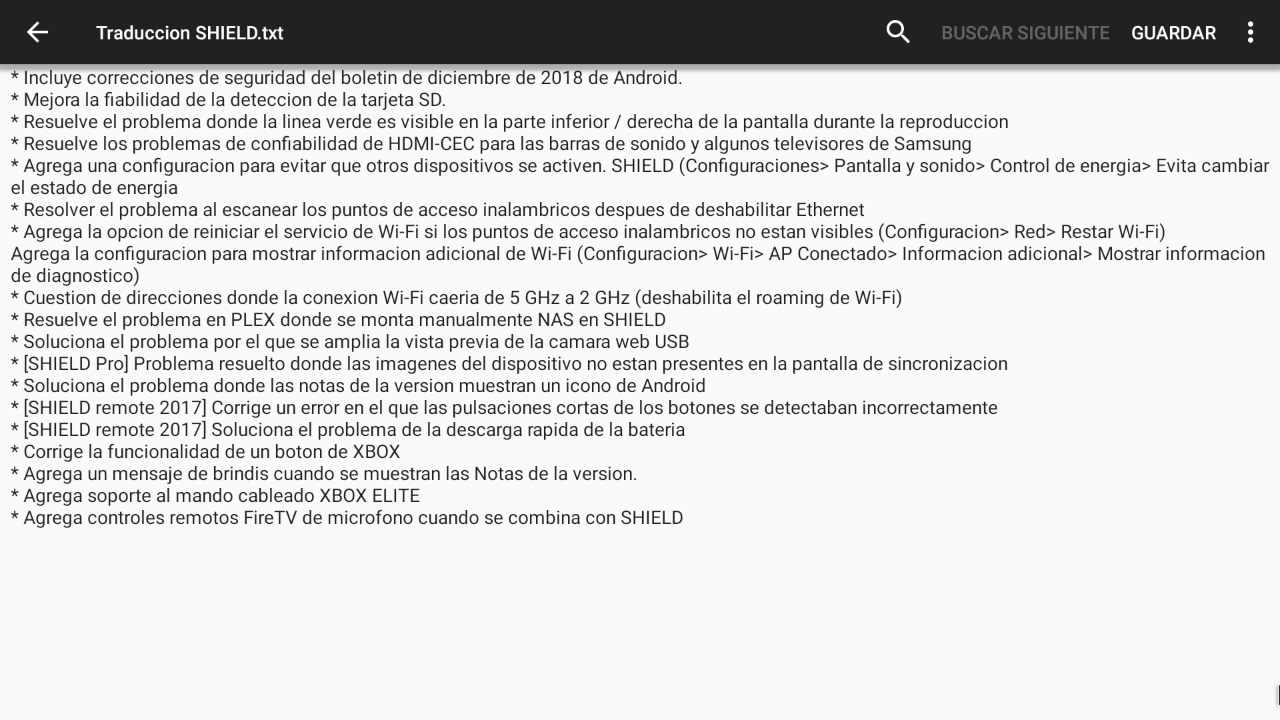 Traduccion SHIELD.txt
BUSCAR SIGUIENTE
GUARDAR
* Incluye correcciones de seguridad del boletin de diciembre de 2018 de Android.
* Mejora la fiabilidad de la deteccion de la tarjeta SD.
* Resuelve el problema donde la linea verde es visible en la parte inferior / derecha de la pantalla durante la reproduccion
* Resuelve los problemas de confiabilidad de HDMI-CEC para las barras de sonido y algunos televisores de Samsung
* Agrega una configuracion para evitar que otros dispositivos se activen. SHIELD (Configuraciones> Pantalla y sonido> Control de energia> Evita cambiar
el estado de energia
* Resolver el problema al escanear los puntos de acceso inalambricos despues de deshabilitar Ethernet
* Agrega la opcion de reiniciar el servicio de Wi-Fi si los puntos de acceso inalambricos no estan visibles (Configuracion> Red> Restar Wi-Fi)
Agrega la configuracion para mostrar informacion adicional de Wi-Fi (Configuracion> Wi-Fi> AP Conectado> Informacion adicional> Mostrar informacion
de diagnostico)
* Cuestion de direcciones donde la conexion Wi-Fi caeria de 5 GHz a 2 GHz (deshabilita el roaming de Wi-Fi)
* Resuelve el problema en PLEX donde se monta manualmente NAS en SHIELD
* Soluciona el problema por el que se amplia la vista previa de la camara web USB
* [SHIELD Pro] Problema resuelto donde las imagenes del dispositivo no estan presentes en la pantalla de sincronizacion
* Soluciona el problema donde las notas de la version muestran un icono de Android
* [SHIELD remote 2017] Corrige un error en el que las pulsaciones cortas de los botones se detectaban incorrectamente
* [SHIELD remote 2017] Soluciona el problema de la descarga rapida de la bateria
* Corrige la funcionalidad de un boton de XBOX
* Agrega un mensaje de brindis cuando se muestran las Notas de la version.
* Agrega soporte al mando cableado XBOX ELITE
* Agrega controles remotos FireTV de microfono cuando se combina con SHIELD